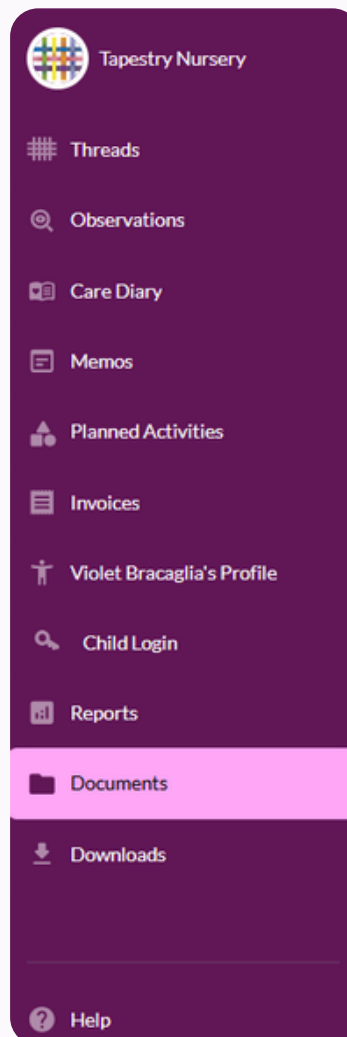 Tapestry Nursery
Threads
Observations
Care Diary
Memos
Planned Activities
Invoices
Violet Bracaglia's Profile
Child Login
Reports
Documents
Downloads
Help